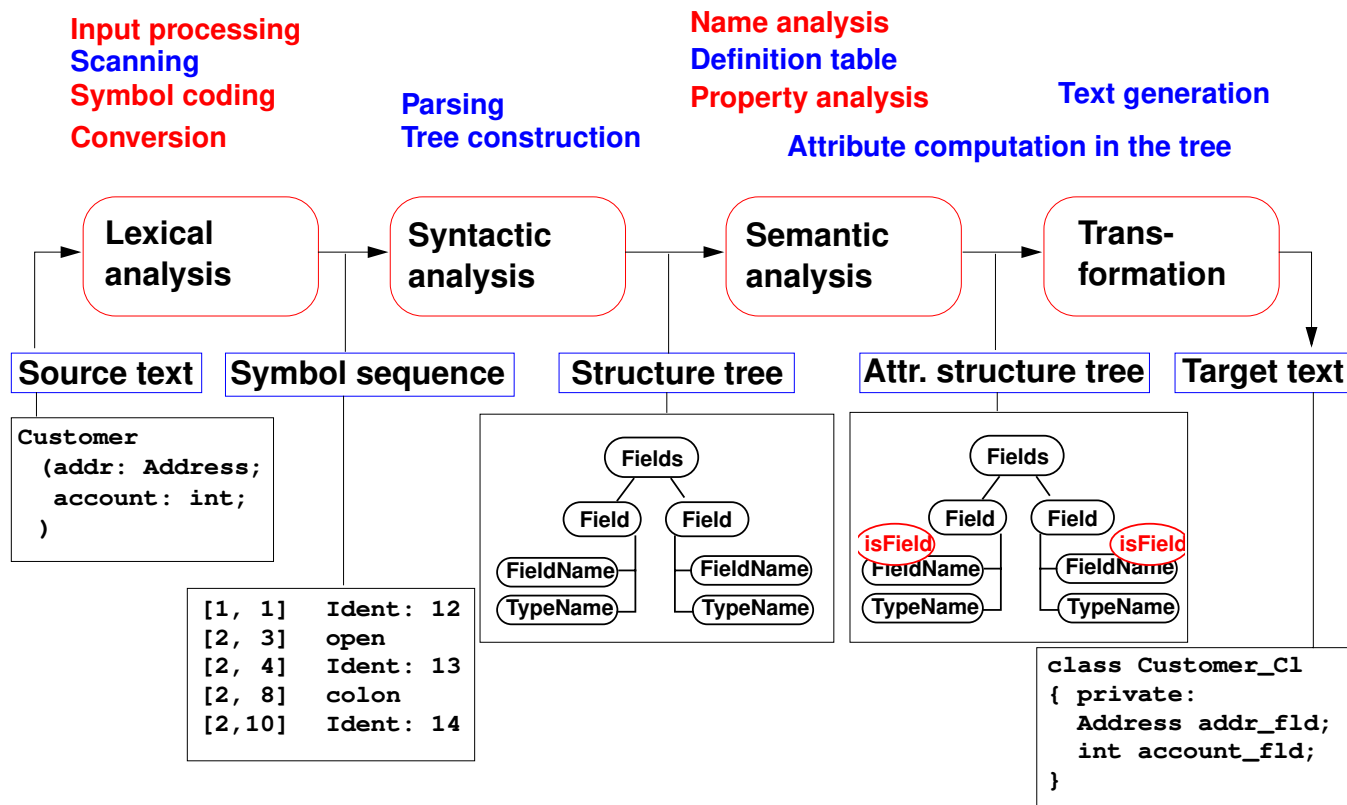 Input processing
Scanning
Symbol coding
Conversion
Parsing
Tree construction
Name analysis
Definition table
Property analysis
Text generation
Attribute computation in the tree
Lexical
analysis
Syntactic
analysis
Semantic
analysis
Trans-
formation
Source text
Symbol sequence
Structure tree
Attr. structure tree
Target text
Customer
(addr: Address;
account: int;
)
[1, 1] Ident: 12
[2, 3] open
[2, 4] Ident: 13
[2, 8] colon
[2,10] Ident: 14
Fields
Field Field
FieldName FieldName
TypeName TypeName
Fields
Field Field
isField isField
FieldName FieldName
TypeName TypeName
class Customer_Cl
{ private:
Address addr_fld;
int account_fld;
}